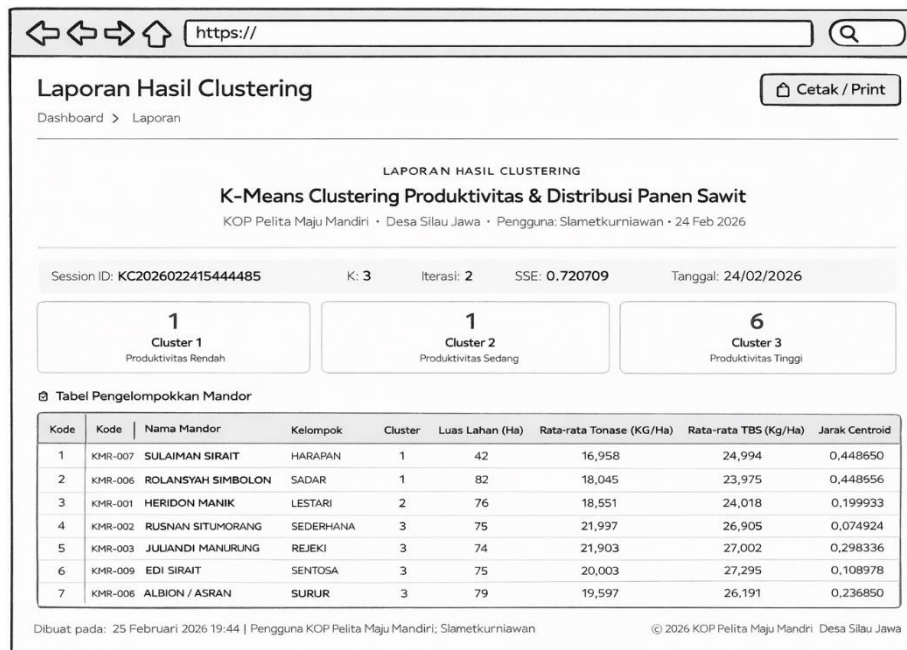 https://
Laporan Hasil Clustering
Cetak / Print
Dashboard > Laporan
LAPORAN HASIL CLUSTERING
K-Means Clustering Produktivitas & Distribusi Panen Sawit
KOP Pelita Maju Mandiri • Desa Silau Jawa • Pengguna: Slametkurniawan • 24 Feb 2026
Session ID: KC2026022415444485 K: 3 Iterasi: 2 SSE: 0.720709 Tanggal: 24/02/2026
1 1 6
Cluster 1 Cluster 2 Cluster 3
Produktivitas Rendah Produktivitas Sedang Produktivitas Tinggi
Tabel Pengelompokkan Mandor
Kode Kode Nama Mandor Kelompok Cluster Luas Lahan (Ha) Rata-rata Tonase (KG/Ha) Rata-rata TBS (Kg/Ha) Jarak Centroid
1 KMR-007 SULAIMAN SIRAIT HARAPAN 1 42 16,958 24,994 0,448650
2 KMR-006 ROLANSYAH SIMBOLON SADAR 1 82 18,045 23,975 0,448656
3 KMR-001 HERIDON MANIK LESTARI 2 76 18,551 24,018 0,199933
4 KMR-002 RUSNAN SITUMORANG SEDERHANA 3 75 21,997 26,905 0,074924
5 KMR-003 JULIANDI MANURUNG REJEKI 3 74 21,903 27,002 0,298336
6 KMR-009 EDI SIRAIT SENTOSA 3 75 20,003 27,295 0,108978
7 KMR-006 ALBION / ASRAN SURUR 3 79 19,597 26,191 0,236850
Dibuat pada: 25 Februari 2026 19:44 | Pengguna KOP Pelita Maju Mandiri; Slametkurniawan © 2026 KOP Pelita Maju Mandri Desa Silau Jawa